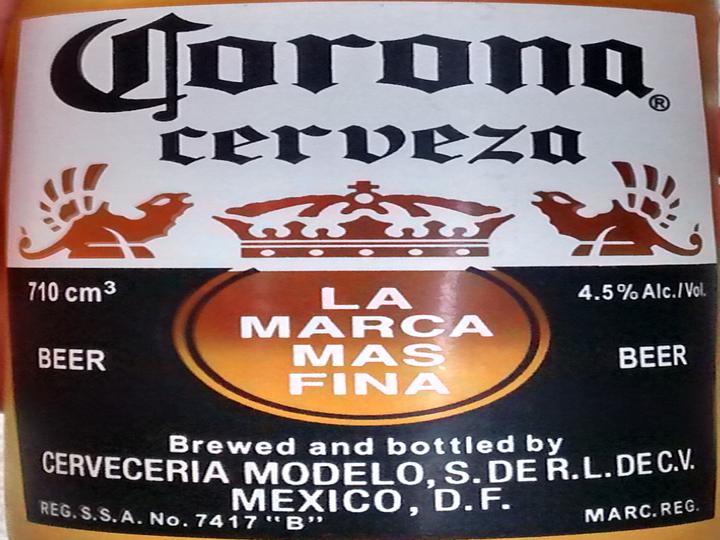 Corona®
cerveza
710 cm³
4.5% Alc./Vol.
LA
MARCA
MAS
FINA
BEER
BEER
Brewed and bottled by
CERVECERIA MODELO, S. DE R.L. DE C.V.
MEXICO, D.F.
REG. S.S.A. No. 7417 "B"
MARC. REG.